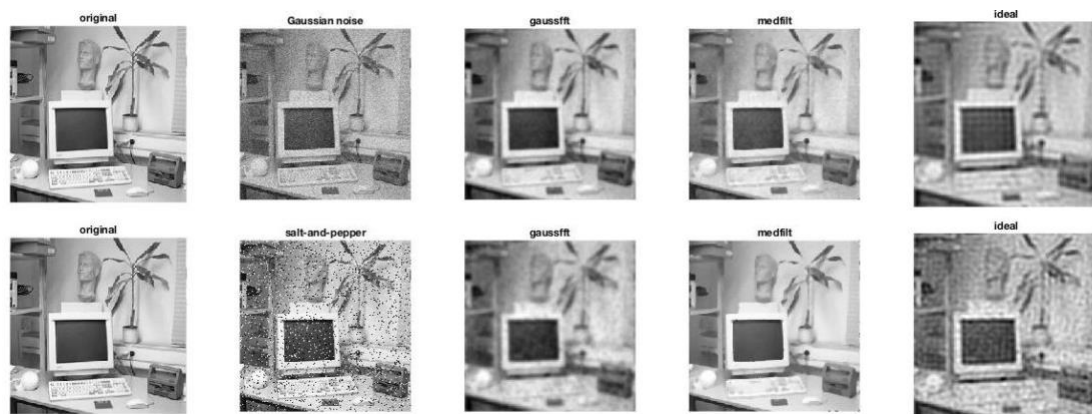 original
Gaussian noise
gaussfft
medfilt
ideal
original
salt-and-pepper
gaussfft
medfilt
ideal